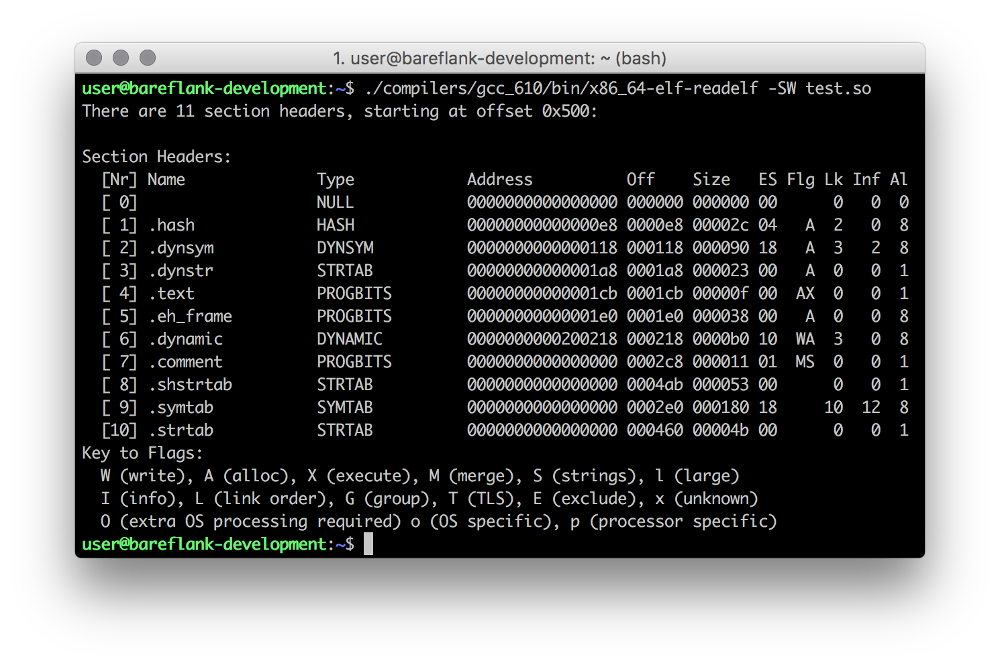 1. user@bareflank-development: ~ (bash)
user@bareflank-development:~$ ./compilers/gcc_610/bin/x86_64-elf-readelf -SW test.so
There are 11 section headers, starting at offset 0x500:

Section Headers:
  [Nr] Name              Type            Address          Off    Size   ES Flg Lk Inf Al
  [ 0]                   NULL            0000000000000000 000000 000000 00      0   0  0
  [ 1] .hash             HASH            00000000000000e8 0000e8 00002c 04   A  2   0  8
  [ 2] .dynsym           DYNSYM          0000000000000118 000118 000090 18   A  3   2  8
  [ 3] .dynstr           STRTAB          00000000000001a8 0001a8 000023 00   A  0   0  1
  [ 4] .text             PROGBITS        00000000000001cb 0001cb 00000f 00  AX  0   0  1
  [ 5] .eh_frame         PROGBITS        00000000000001e0 0001e0 000038 00   A  0   0  8
  [ 6] .dynamic          DYNAMIC         0000000000200218 000218 0000b0 10  WA  3   0  8
  [ 7] .comment          PROGBITS        0000000000000000 0002c8 000011 01  MS  0   0  1
  [ 8] .shstrtab         STRTAB          0000000000000000 0004ab 000053 00      0   0  1
  [ 9] .symtab           SYMTAB          0000000000000000 0002e0 000180 18     10  12  8
  [10] .strtab           STRTAB          0000000000000000 000460 00004b 00      0   0  1
Key to Flags:
  W (write), A (alloc), X (execute), M (merge), S (strings), l (large)
  I (info), L (link order), G (group), T (TLS), E (exclude), x (unknown)
  O (extra OS processing required) o (OS specific), p (processor specific)
user@bareflank-development:~$